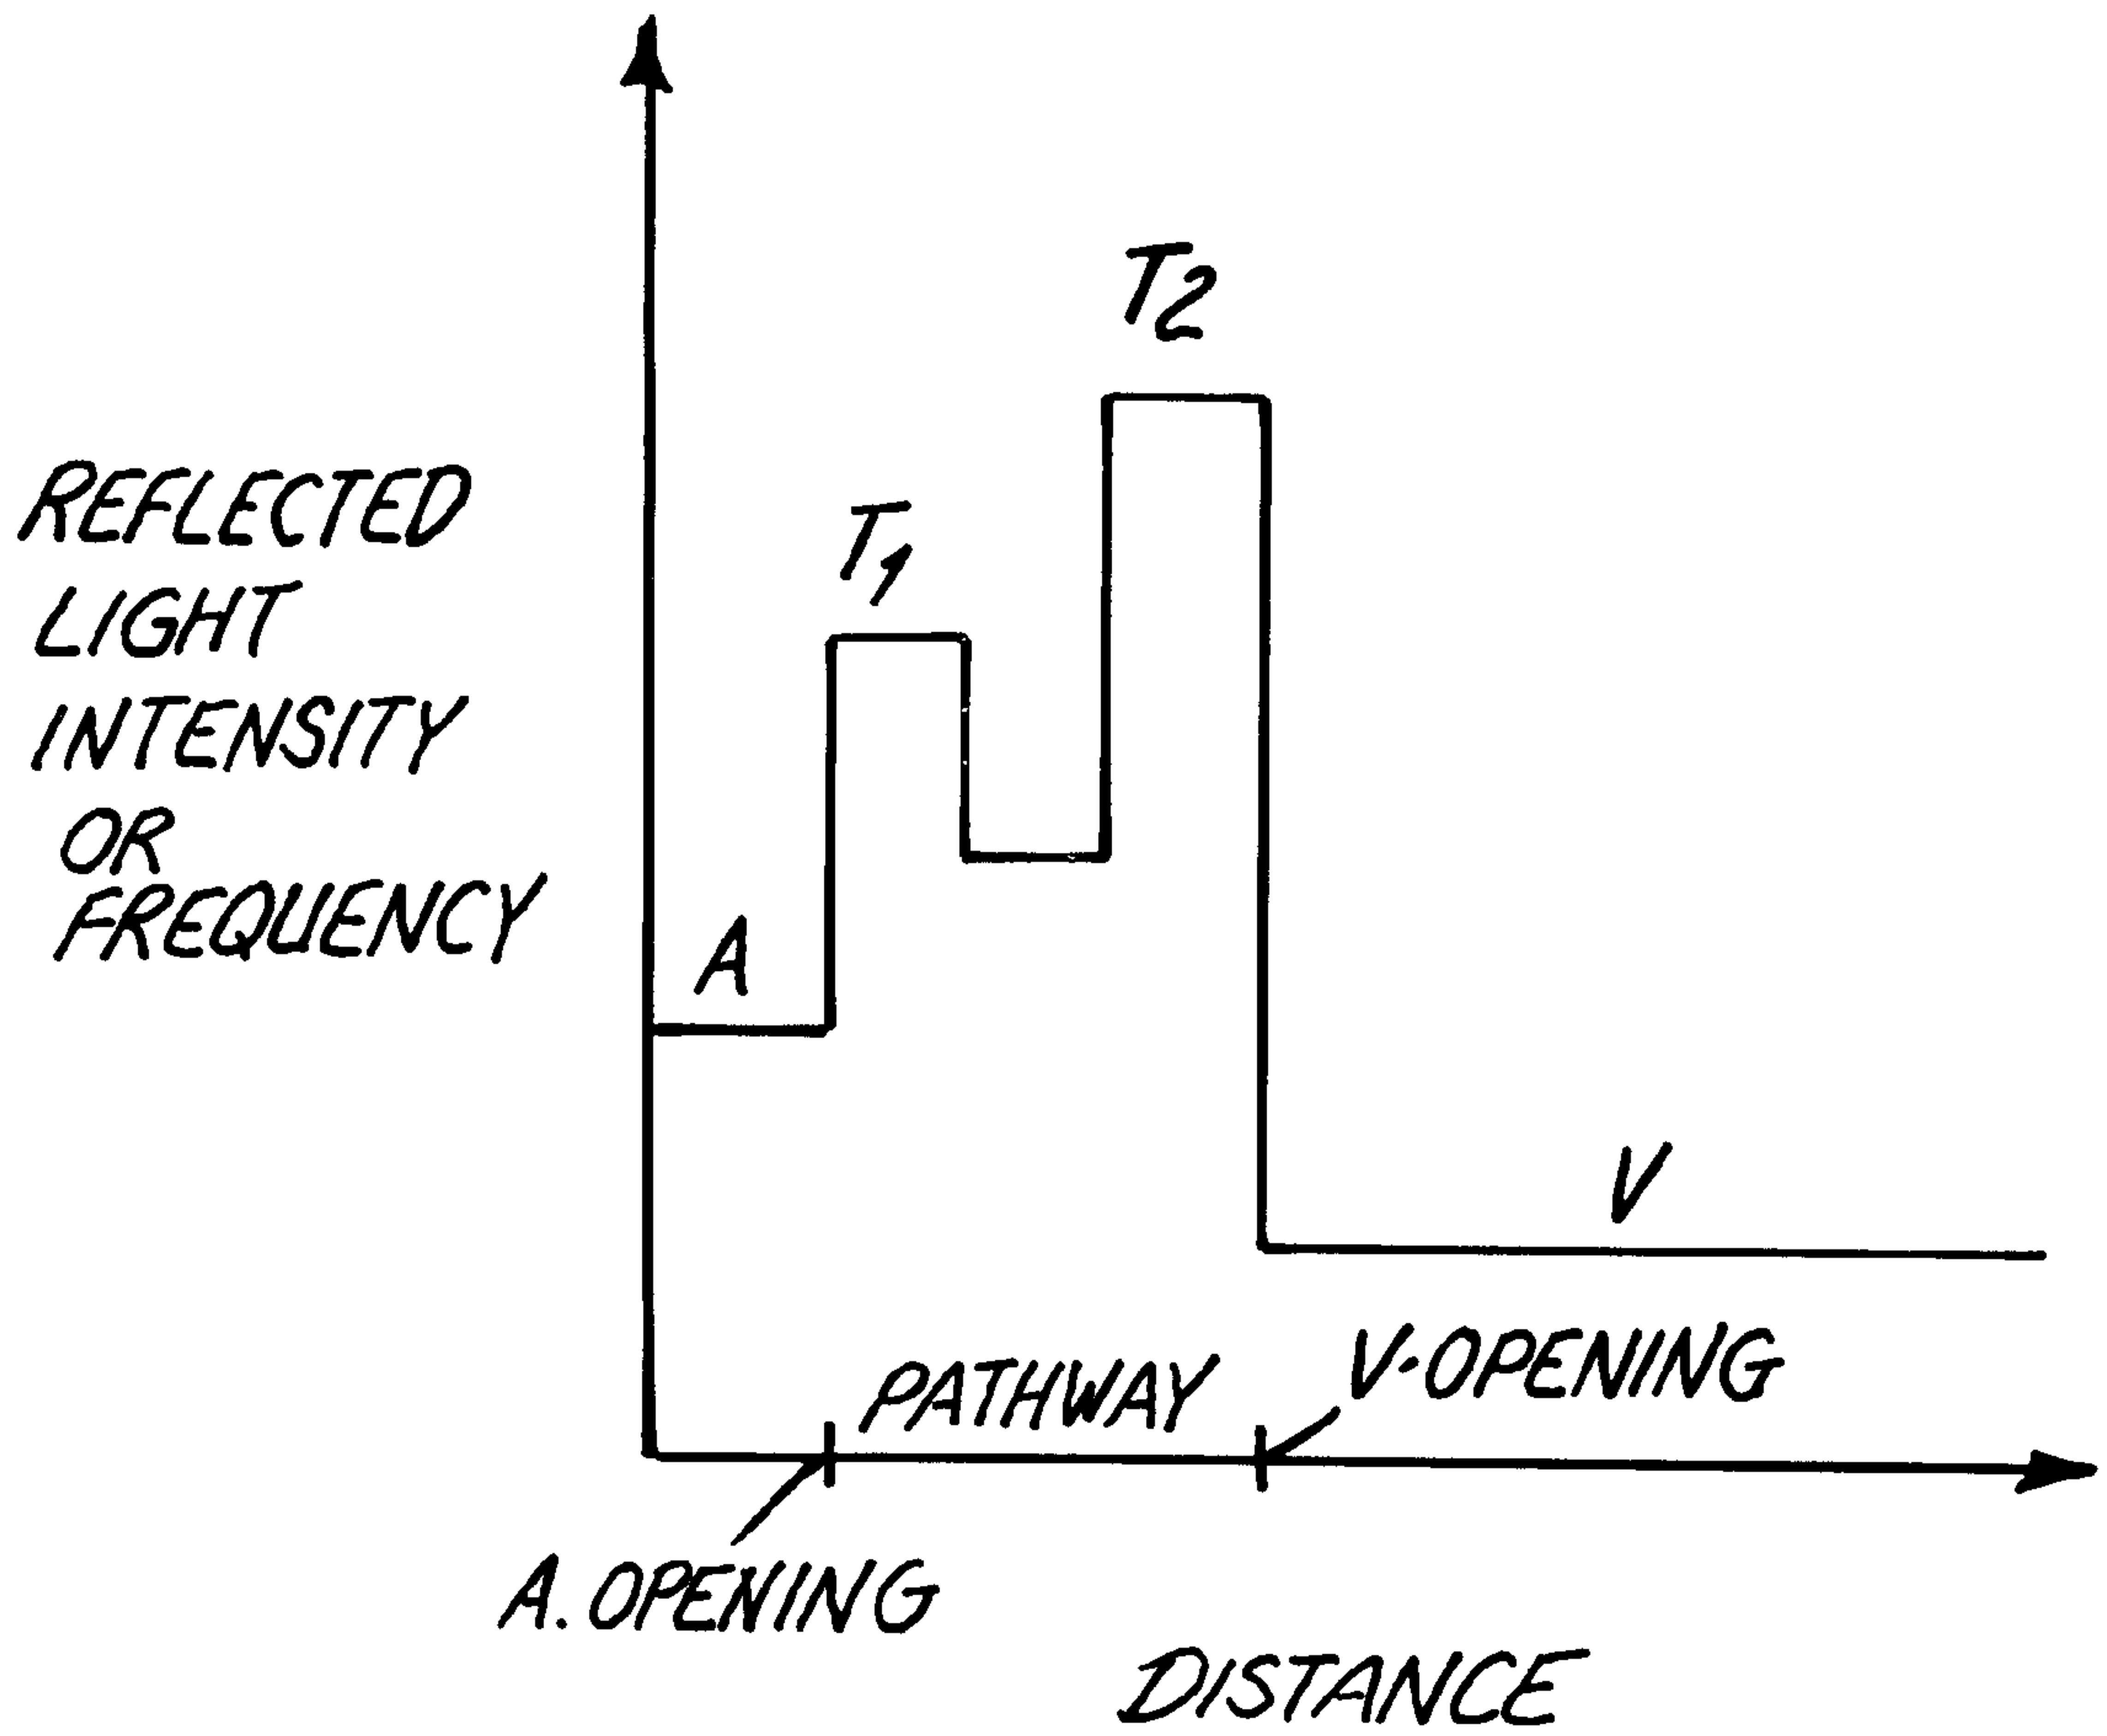 T2
REFLECTED
LIGHT
INTENSITY
OR
FREQUENCY
T1
A
V
PATHWAY
V-OPENING
A. OPENING
DISTANCE